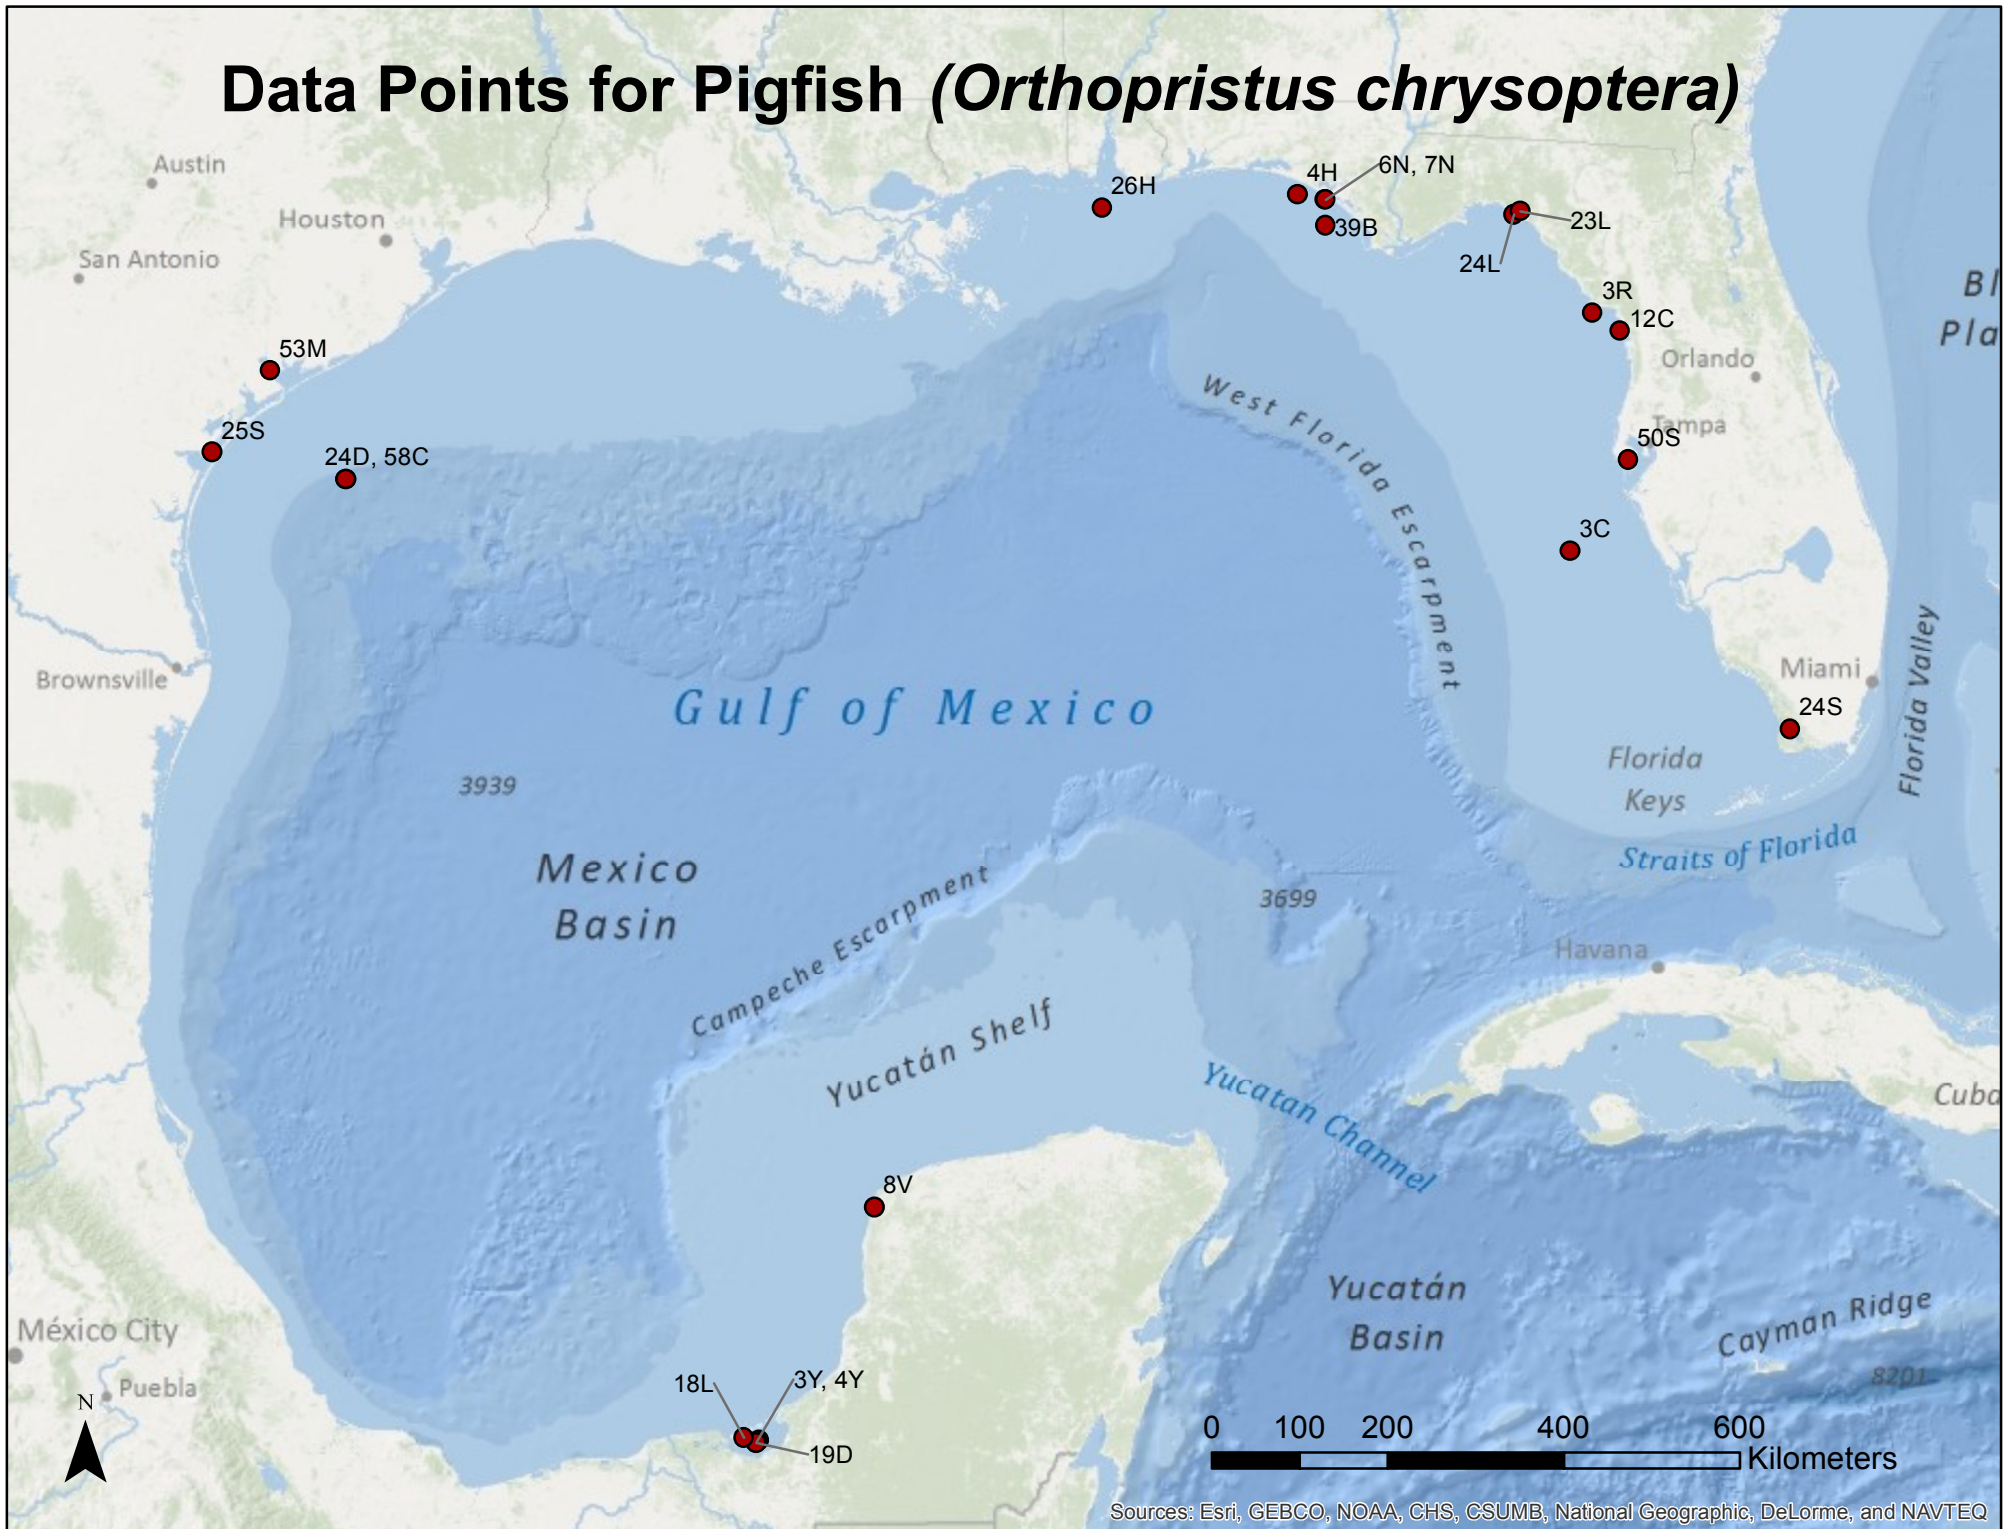 Data Points for Pigfish (Orthopristus chrysoptera)
Austin
Houston
San Antonio
26H
4H
6N, 7N
39B
23L
24L
3R
12C
Bl
Pla
Orlando
Tampa
50S
53M
25S
24D, 58C
West Florida Escarpment
3C
Brownsville
Gulf of Mexico
Miami
24S
Florida Valley
Florida
Keys
Straits of Florida
3939
Mexico
Basin
Campeche Escarpment
3699
Havana
Yucatán Shelf
Yucatan Channel
Cuba
8V
Yucatán
Basin
Cayman Ridge
8201
México City
Puebla
N
18L
3Y, 4Y
19D
0 100 200 400 600
Kilometers
Sources: Esri, GEBCO, NOAA, CHS, CSUMB, National Geographic, DeLorme, and NAVTEQ